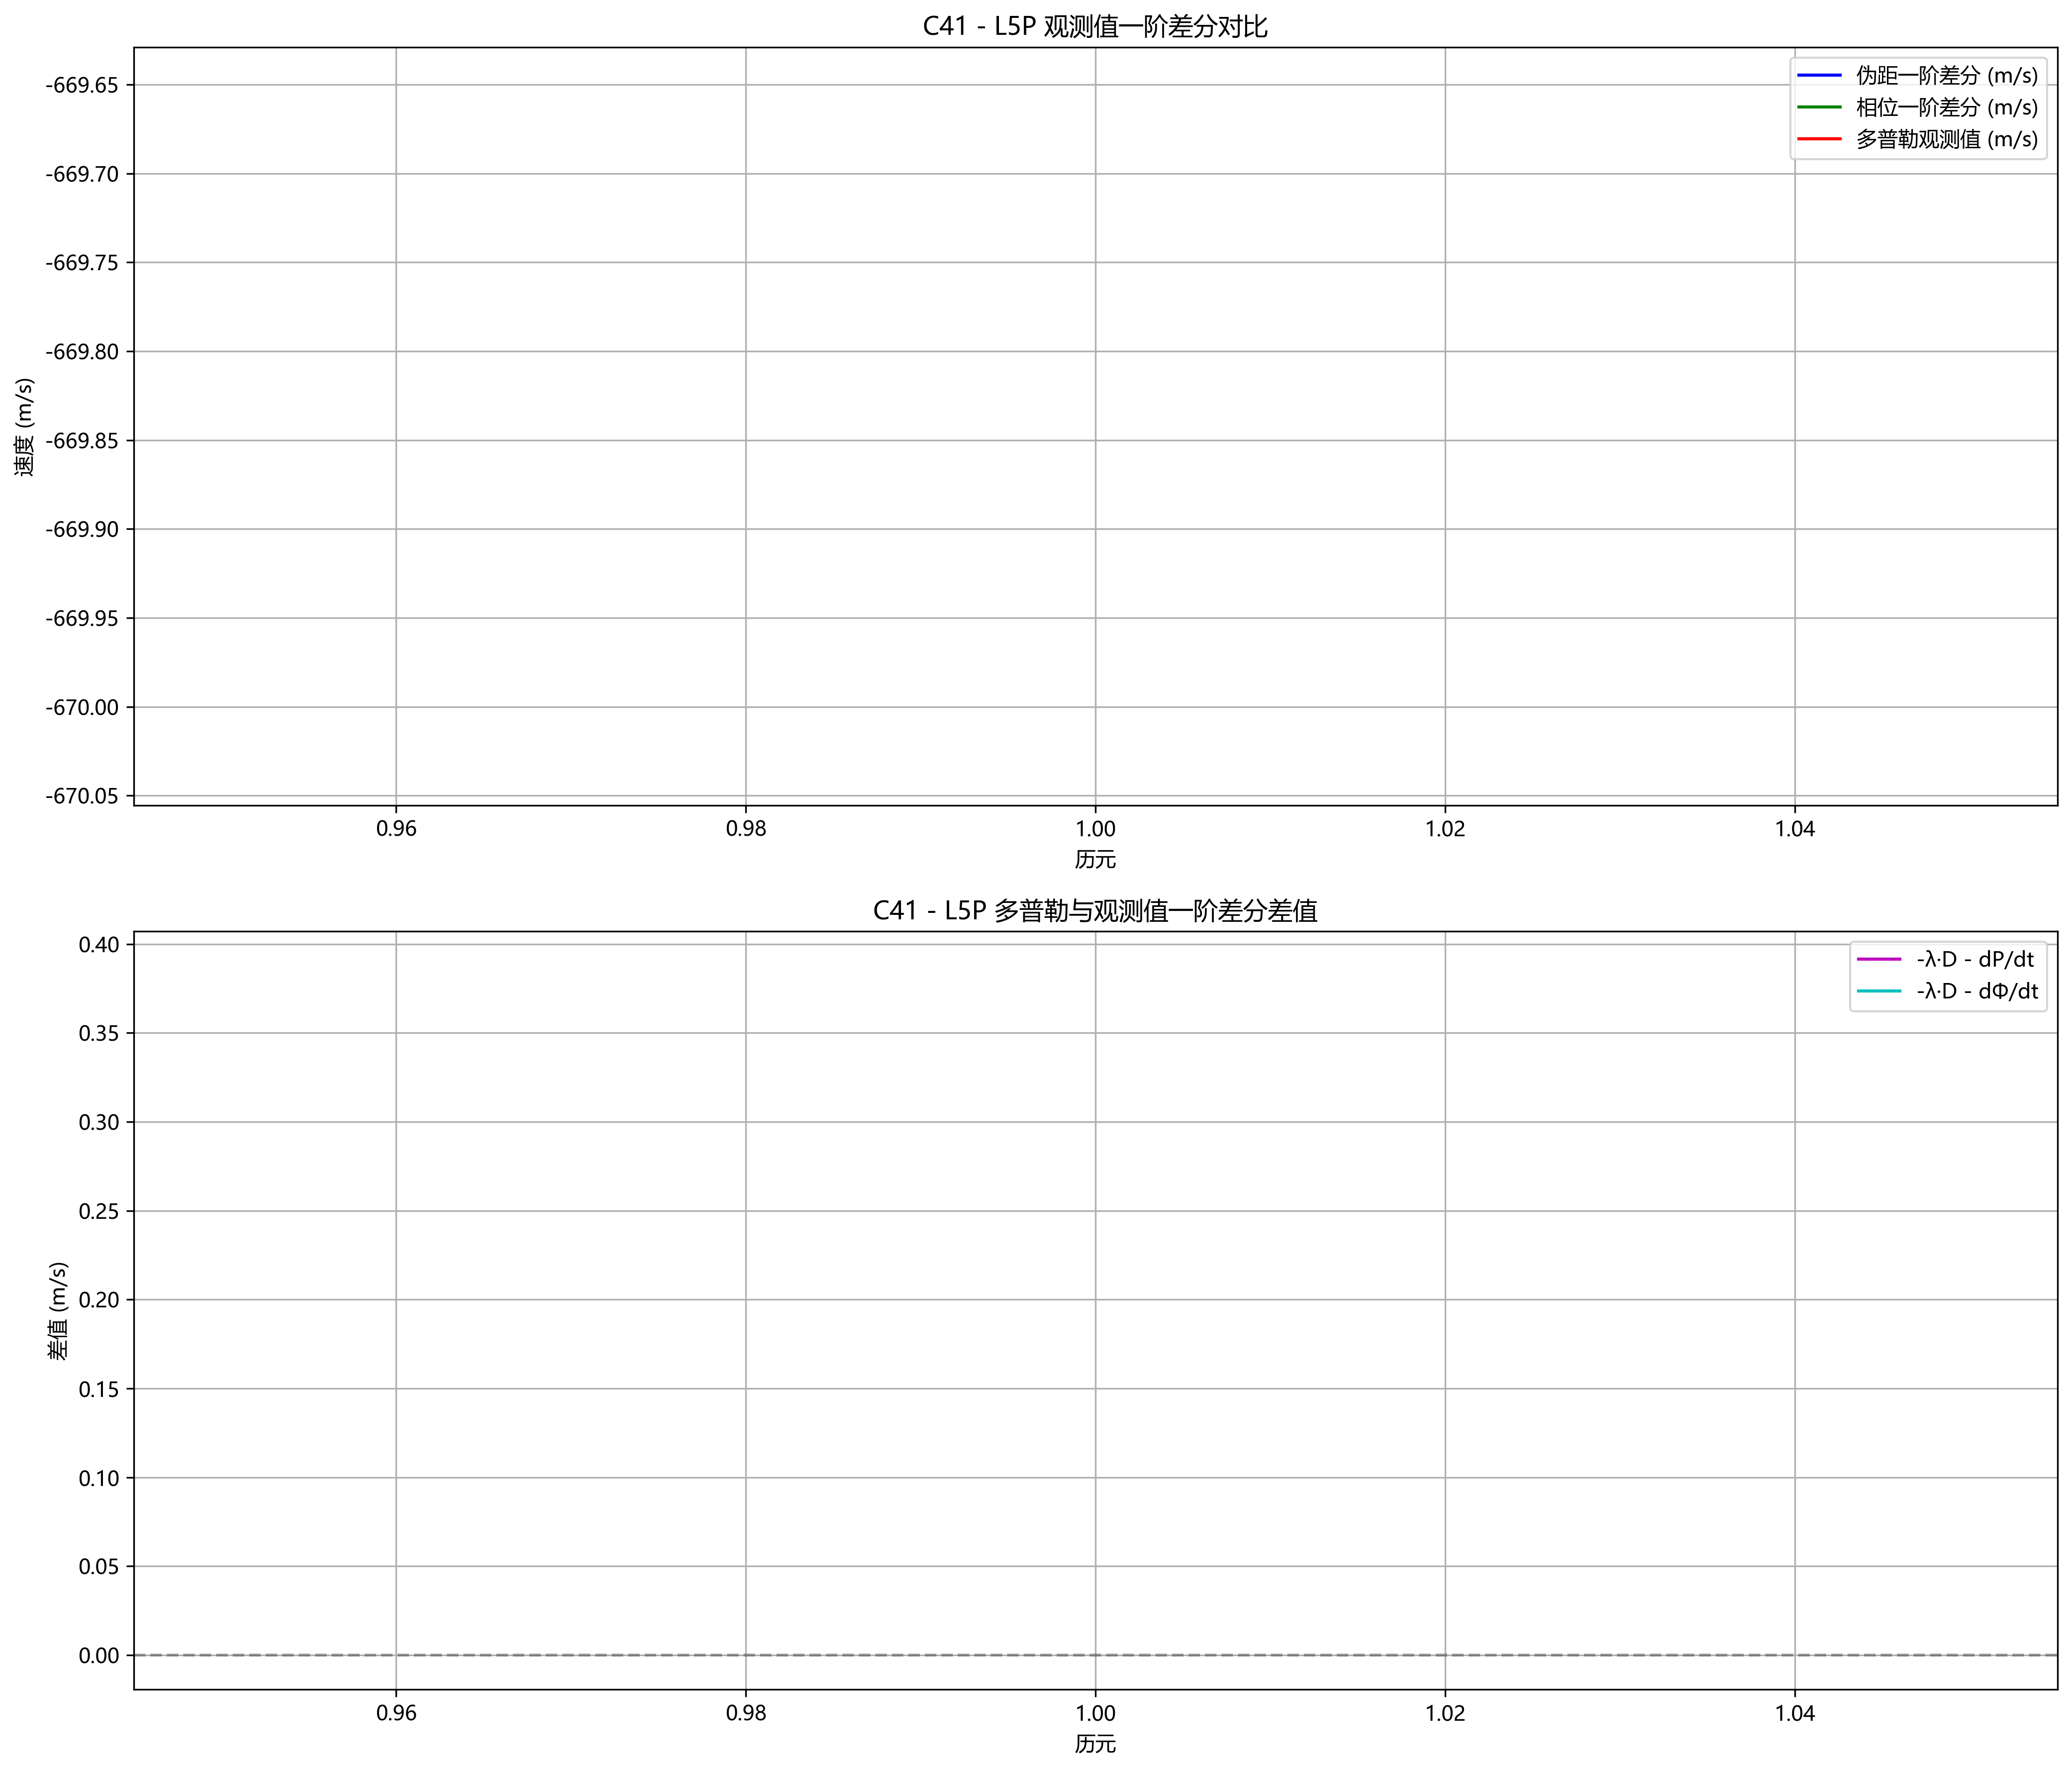 C41 - L5P 观测值一阶差分对比
伪距一阶差分 (m/s)
相位一阶差分 (m/s)
多普勒观测值 (m/s)
速度 (m/s)
-669.65
-669.70
-669.75
-669.80
-669.85
-669.90
-669.95
-670.00
-670.05
0.96 0.98 1.00 1.02 1.04
历元
C41 - L5P 多普勒与观测值一阶差分差值
-λ·D - dP/dt
-λ·D - dΦ/dt
差值 (m/s)
0.40
0.35
0.30
0.25
0.20
0.15
0.10
0.05
0.00
0.96 0.98 1.00 1.02 1.04
历元